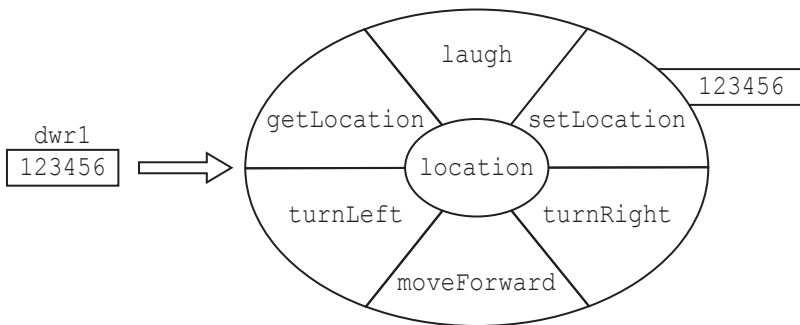 laugh
123456
getLocation
setLocation
dwr1
123456
location
turnLeft
turnRight
moveForward